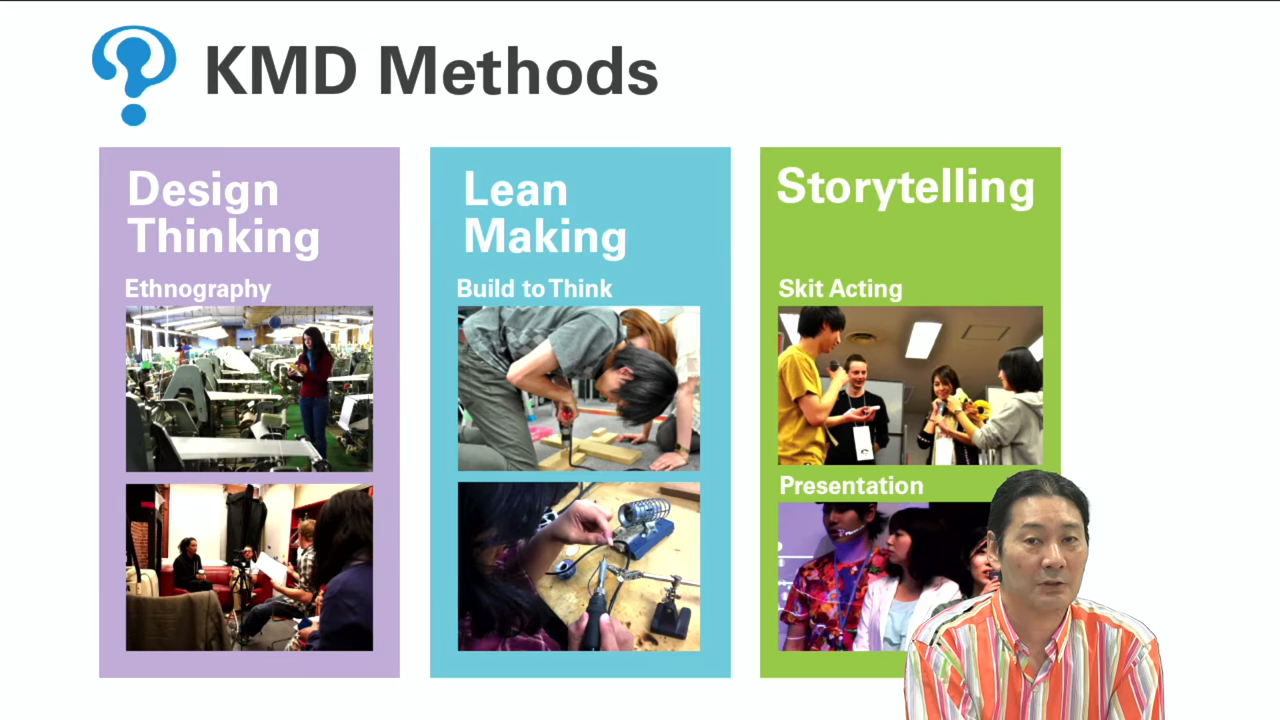 KMD Methods
Design
Thinking
Ethnography
Lean
Making
Build to Think
Storytelling
Skit Acting
Presentation